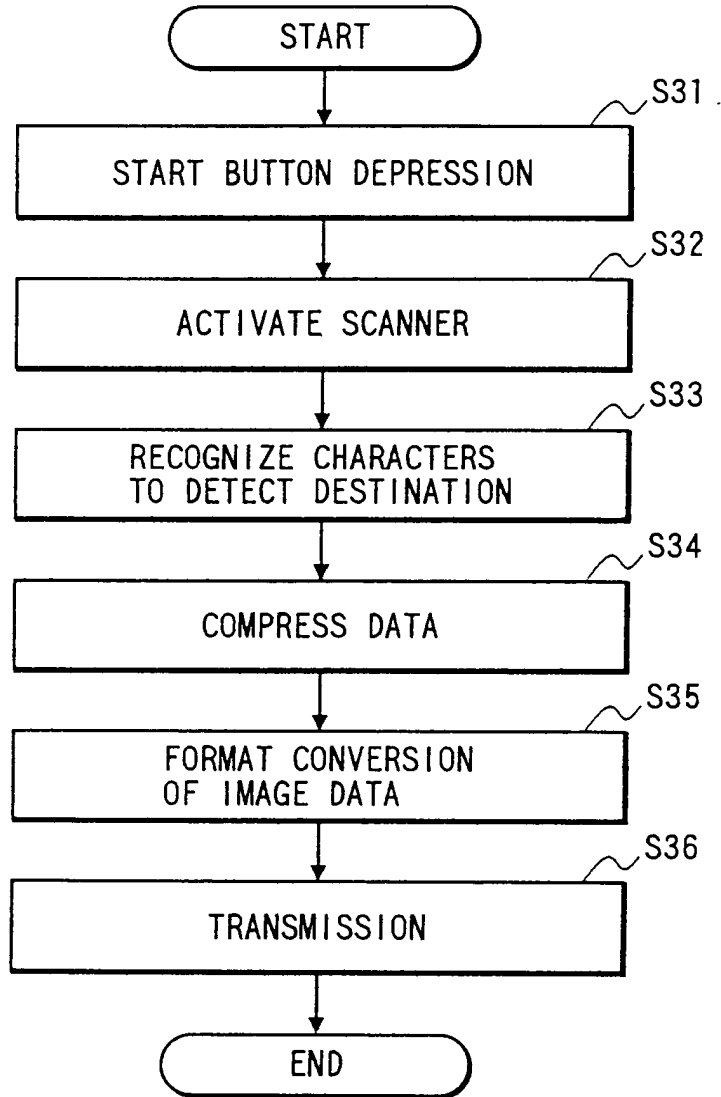 START
S31
START BUTTON DEPRESSION
S32
ACTIVATE SCANNER
S33
RECOGNIZE CHARACTERS
TO DETECT DESTINATION
S34
COMPRESS DATA
S35
FORMAT CONVERSION
OF IMAGE DATA
S36
TRANSMISSION
END